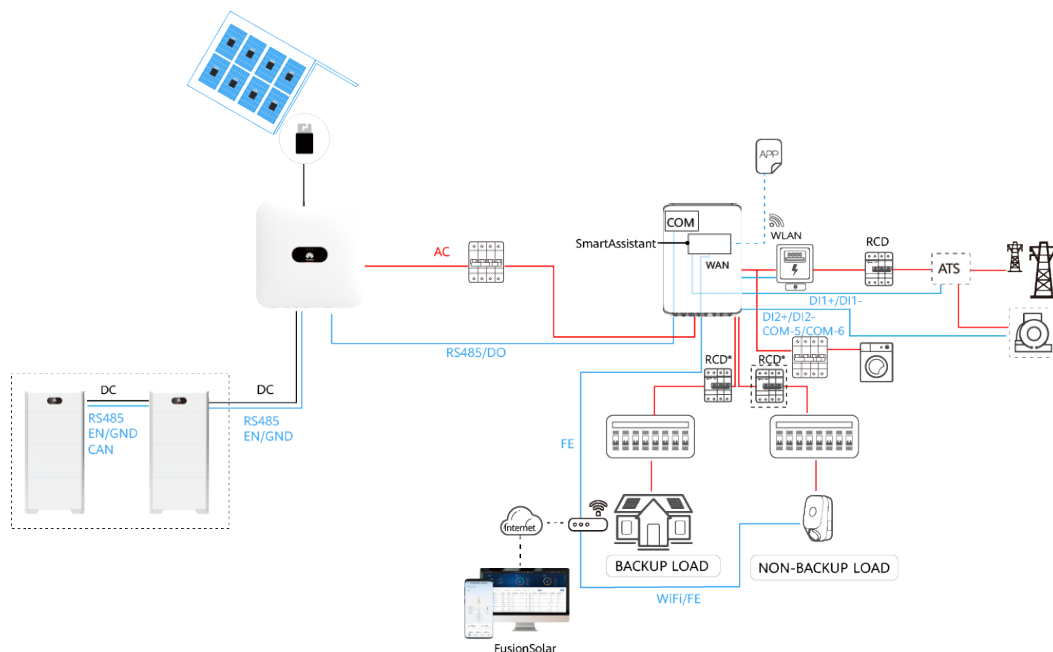 APP
COM
SmartAssistant
WAN
WLAN
RCD
ATS
AC
DI1+/DI1-
DI2+/DI2-
COM-5/COM-6
RS485/DO
RCD*
RCD*
DC
DC
RS485
EN/GND
CAN
RS485
EN/GND
FE
Internet
BACKUP LOAD
NON-BACKUP LOAD
WiFi/FE
FusionSolar